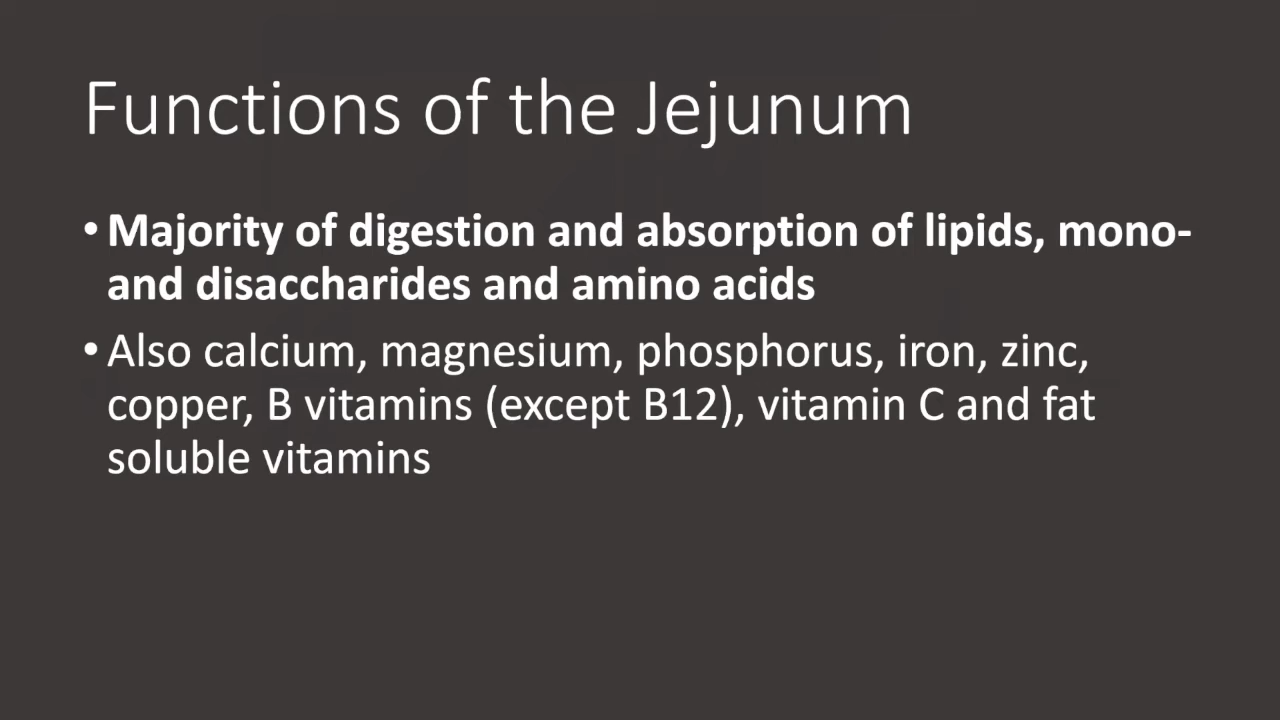 Functions of the Jejunum
• Majority of digestion and absorption of lipids, mono-
and disaccharides and amino acids
• Also calcium, magnesium, phosphorus, iron, zinc,
copper, B vitamins (except B12), vitamin C and fat
soluble vitamins